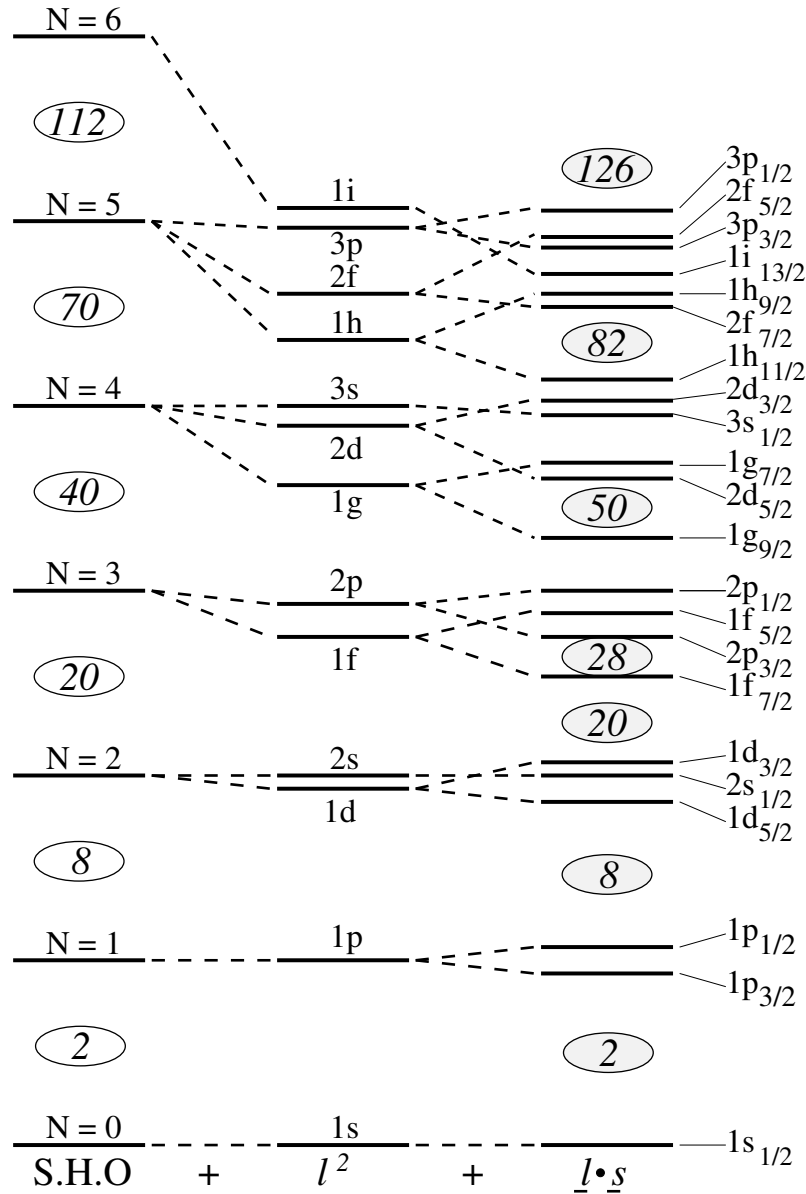 N = 6
112
N = 5
70
N = 4
40
N = 3
20
N = 2
8
N = 1
2
N = 0
S.H.O
+
1i
3p
2f
1h
3s
2d
1g
2p
1f
2s
1d
1p
1s
l²
+
126
82
50
28
20
8
2
l•s
3p1/2
2f5/2
3p3/2
1i13/2
1h9/2
2f7/2
1h11/2
2d3/2
3s1/2
1g7/2
2d5/2
1g9/2
2p1/2
1f5/2
2p3/2
1f7/2
1d3/2
2s1/2
1d5/2
1p1/2
1p3/2
1s1/2